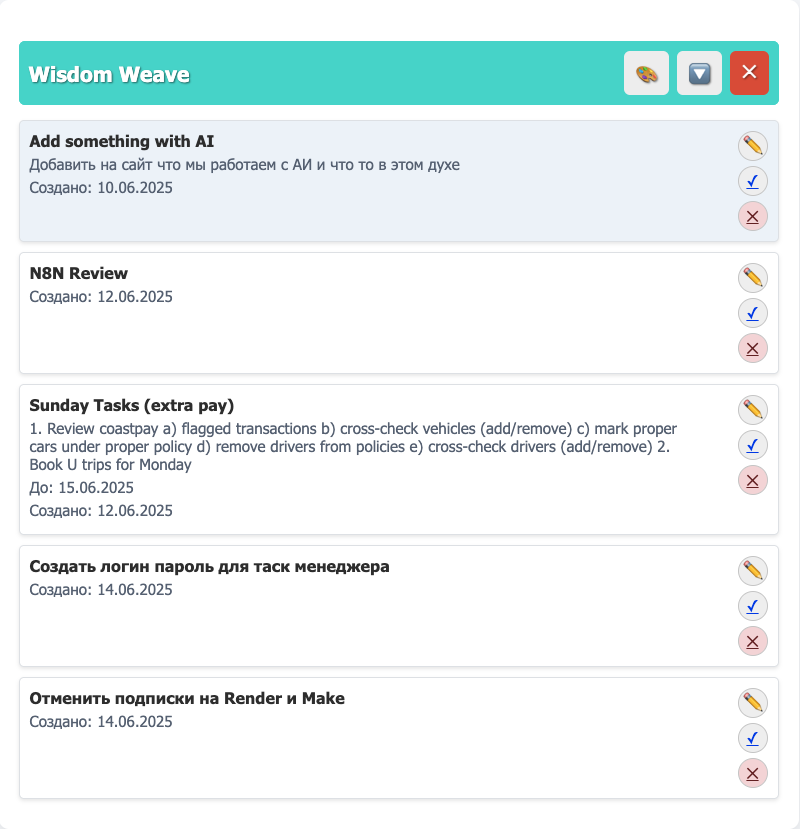 Wisdom Weave
Add something with AI
Добавить на сайт что мы работаем с АИ и что то в этом духе
Создано: 10.06.2025
N8N Review
Создано: 12.06.2025
Sunday Tasks (extra pay)
1. Review coastpay a) flagged transactions b) cross-check vehicles (add/remove) c) mark proper
cars under proper policy d) remove drivers from policies e) cross-check drivers (add/remove) 2.
Book U trips for Monday
До: 15.06.2025
Создано: 12.06.2025
Создать логин пароль для таск менеджера
Создано: 14.06.2025
Отменить подписки на Render и Make
Создано: 14.06.2025